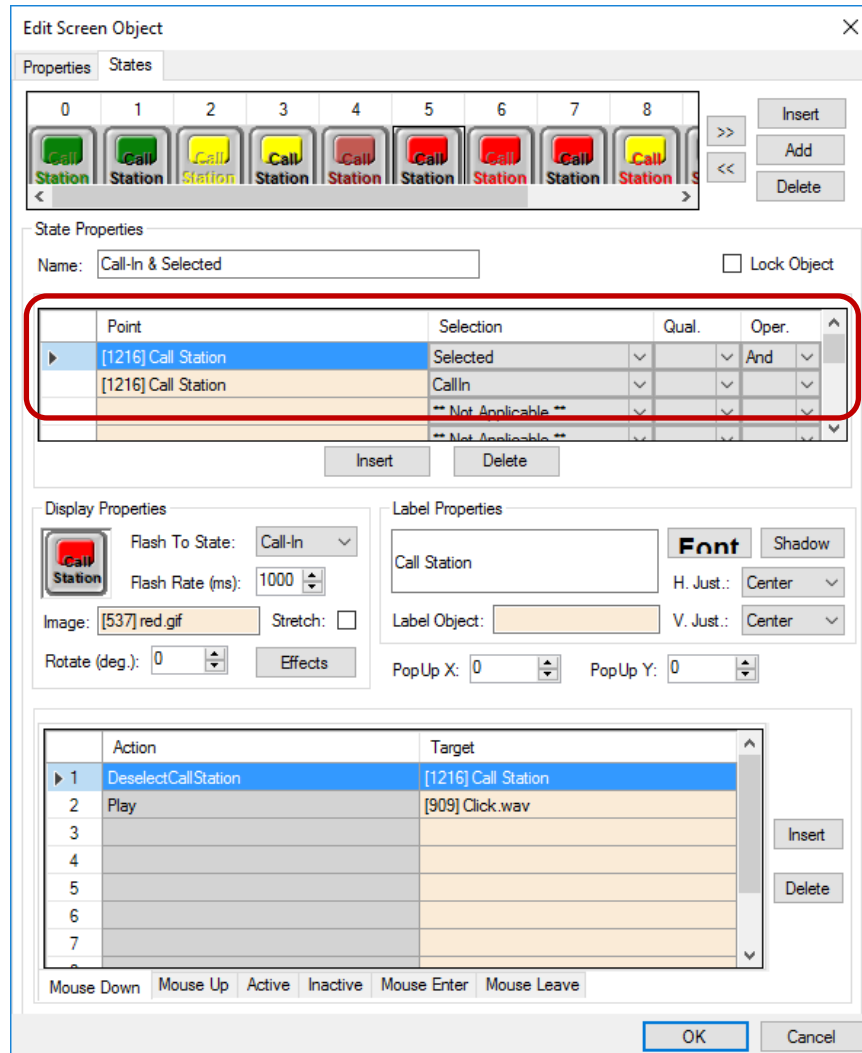 Edit Screen Object
Properties States
0 1 2 3 4 5 6 7 8
Call Station Call Station Call Station Call Station Call Station Call Station Call Station Call Station Call Station S
>> Insert
Add
<< Delete
State Properties
Name: Call-In & Selected Lock Object
Point Selection Qual. Oper.
[1216] Call Station Selected And
[1216] Call Station CallIn
** Not Applicable **
** Not Applicable **
Insert Delete
Display Properties Label Properties
Call Station
Flash To State: Call-In
Flash Rate (ms): 1000
Image: [537] red.gif Stretch:
Rotate (deg.): 0 Effects
Call Station
Font Shadow
H. Just.: Center
Label Object: V. Just.: Center
PopUp X: 0 PopUp Y: 0
Action Target
1 DeselectCallStation [1216] Call Station
2 Play [909] Click.wav
3
4
5
6
7
Insert
Delete
Mouse Down Mouse Up Active Inactive Mouse Enter Mouse Leave
OK Cancel